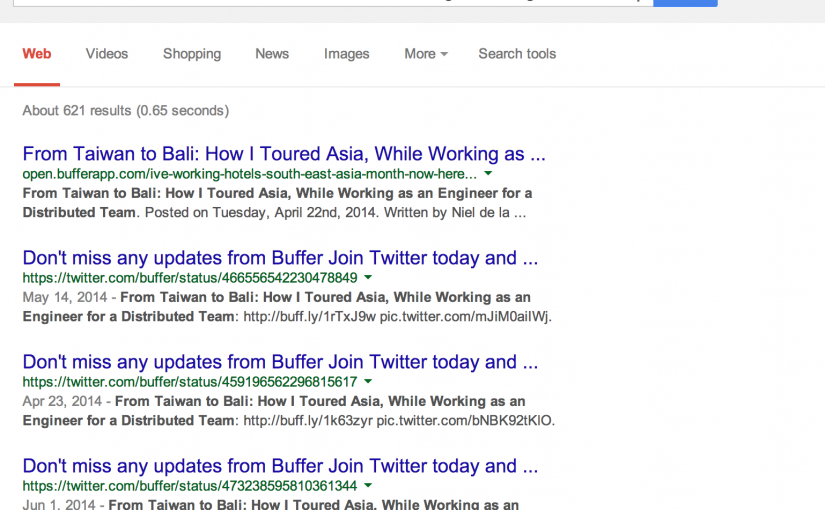 Web Videos Shopping News Images More Search tools
About 621 results (0.65 seconds)
From Taiwan to Bali: How I Toured Asia, While Working as ...
open.bufferapp.com/ive-working-hotels-south-east-asia-month-now-here...
From Taiwan to Bali: How I Toured Asia, While Working as an Engineer for a
Distributed Team. Posted on Tuesday, April 22nd, 2014. Written by Niel de la ...
Don't miss any updates from Buffer Join Twitter today and ...
https://twitter.com/buffer/status/466556542230478849
May 14, 2014 - From Taiwan to Bali: How I Toured Asia, While Working as an
Engineer for a Distributed Team: http://buff.ly/1rTxJ9w pic.twitter.com/mJiM0aiIWj.
Don't miss any updates from Buffer Join Twitter today and ...
https://twitter.com/buffer/status/459196562296815617
Apr 23, 2014 - From Taiwan to Bali: How I Toured Asia, While Working as an
Engineer for a Distributed Team: http://buff.ly/1k63zyr pic.twitter.com/bNBK92tKlO.
Don't miss any updates from Buffer Join Twitter today and ...
https://twitter.com/buffer/status/473238595810361344
Jun 1, 2014 - From Taiwan to Bali: How I Toured Asia, While Working as an